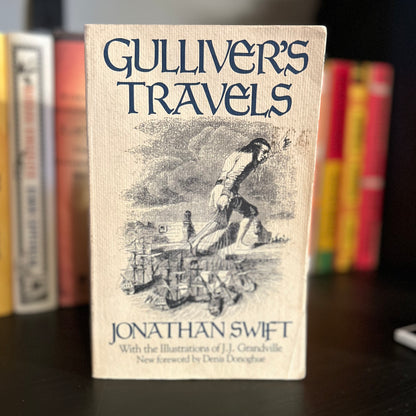 GULLIVER'S
TRAVELS
JONATHAN SWIFT
With the Illustrations of J.J. Grandville
New foreword by Denis Donoghue